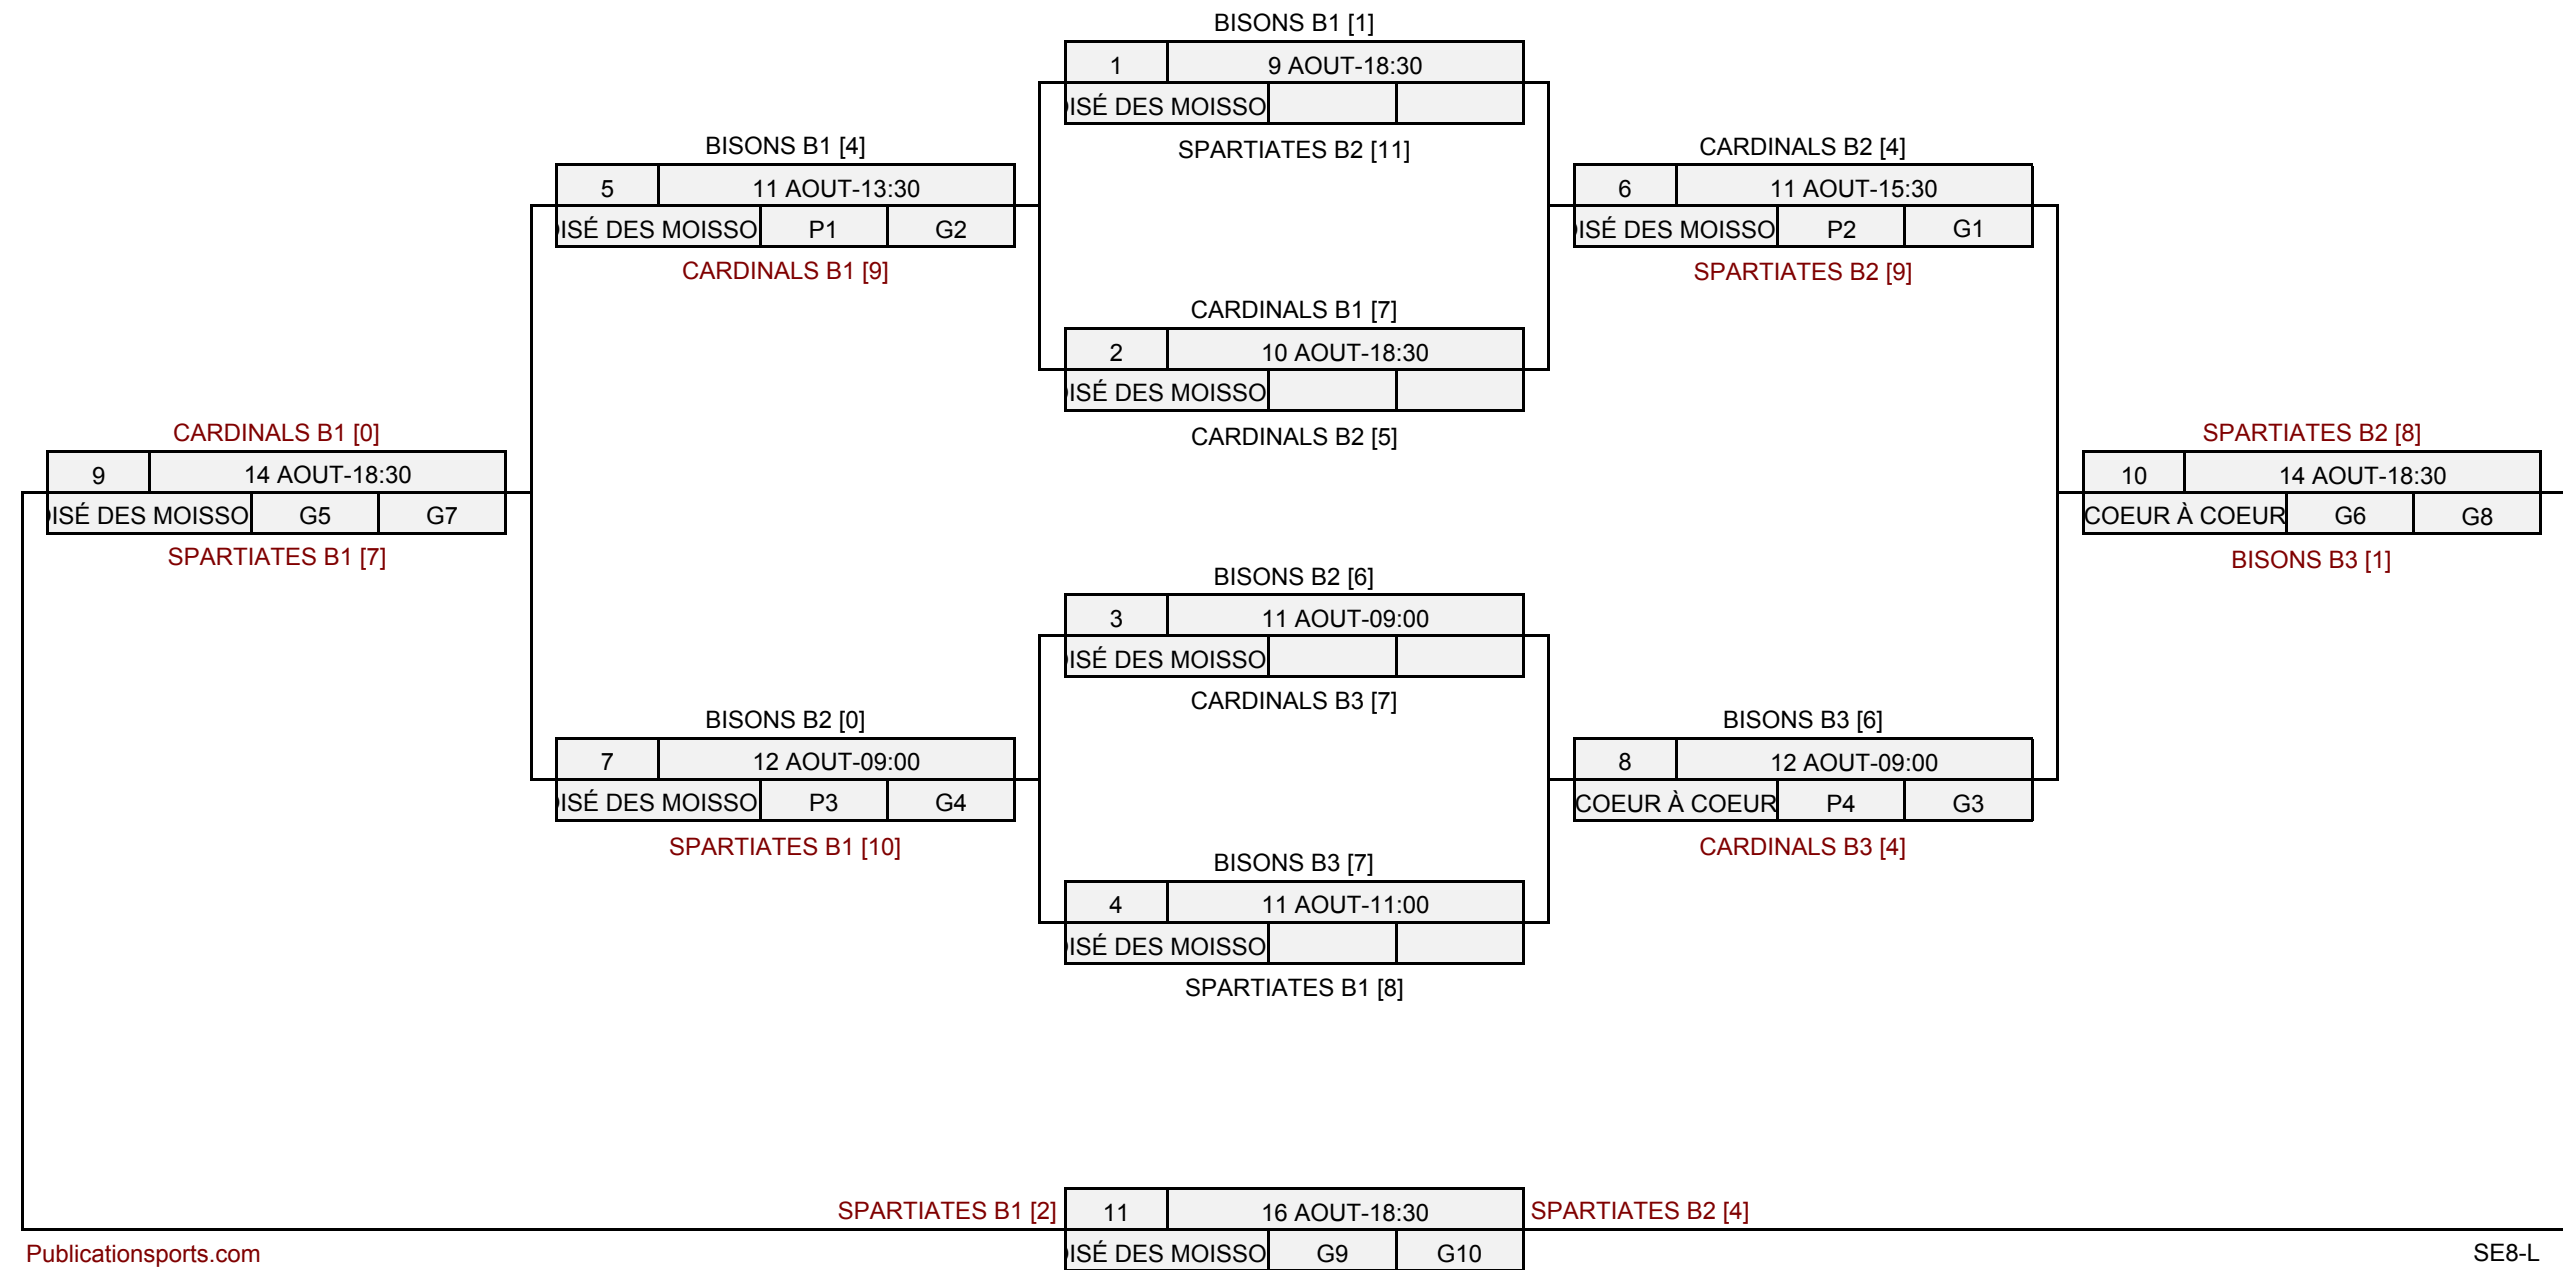 BISONS B1 [1]
1 9 AOUT-18:30
ISÉ DES MOISSO
SPARTIATES B2 [11]
BISONS B1 [4]
5 11 AOUT-13:30
ISÉ DES MOISSO P1 G2
CARDINALS B1 [9]
CARDINALS B2 [4]
6 11 AOUT-15:30
ISÉ DES MOISSO P2 G1
SPARTIATES B2 [9]
CARDINALS B1 [7]
2 10 AOUT-18:30
ISÉ DES MOISSO
CARDINALS B2 [5]
CARDINALS B1 [0]
9 14 AOUT-18:30
ISÉ DES MOISSO G5 G7
SPARTIATES B1 [7]
SPARTIATES B2 [8]
10 14 AOUT-18:30
COEUR À COEUR G6 G8
BISONS B3 [1]
BISONS B2 [6]
3 11 AOUT-09:00
ISÉ DES MOISSO
CARDINALS B3 [7]
BISONS B2 [0]
7 12 AOUT-09:00
ISÉ DES MOISSO P3 G4
SPARTIATES B1 [10]
BISONS B3 [6]
8 12 AOUT-09:00
COEUR À COEUR P4 G3
CARDINALS B3 [4]
BISONS B3 [7]
4 11 AOUT-11:00
ISÉ DES MOISSO
SPARTIATES B1 [8]
SPARTIATES B1 [2] 11 16 AOUT-18:30 SPARTIATES B2 [4]
ISÉ DES MOISSO G9 G10
Publicationsports.com
SE8-L